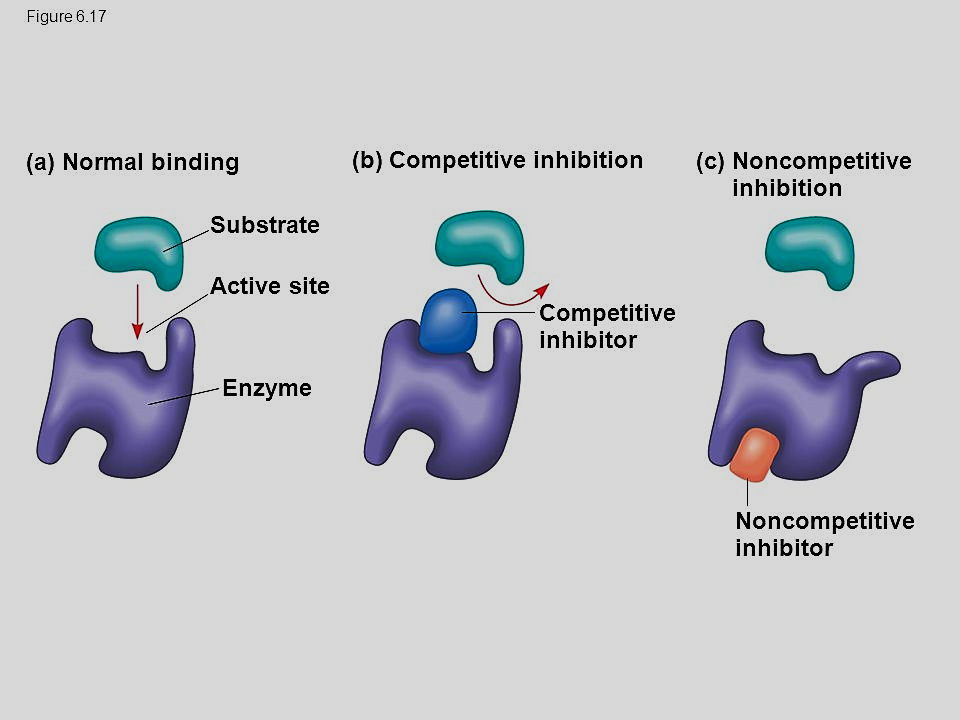 Figure 6.17
(a) Normal binding
Substrate
Active site
Enzyme
(b) Competitive inhibition
Competitive
inhibitor
(c) Noncompetitive
inhibition
Noncompetitive
inhibitor